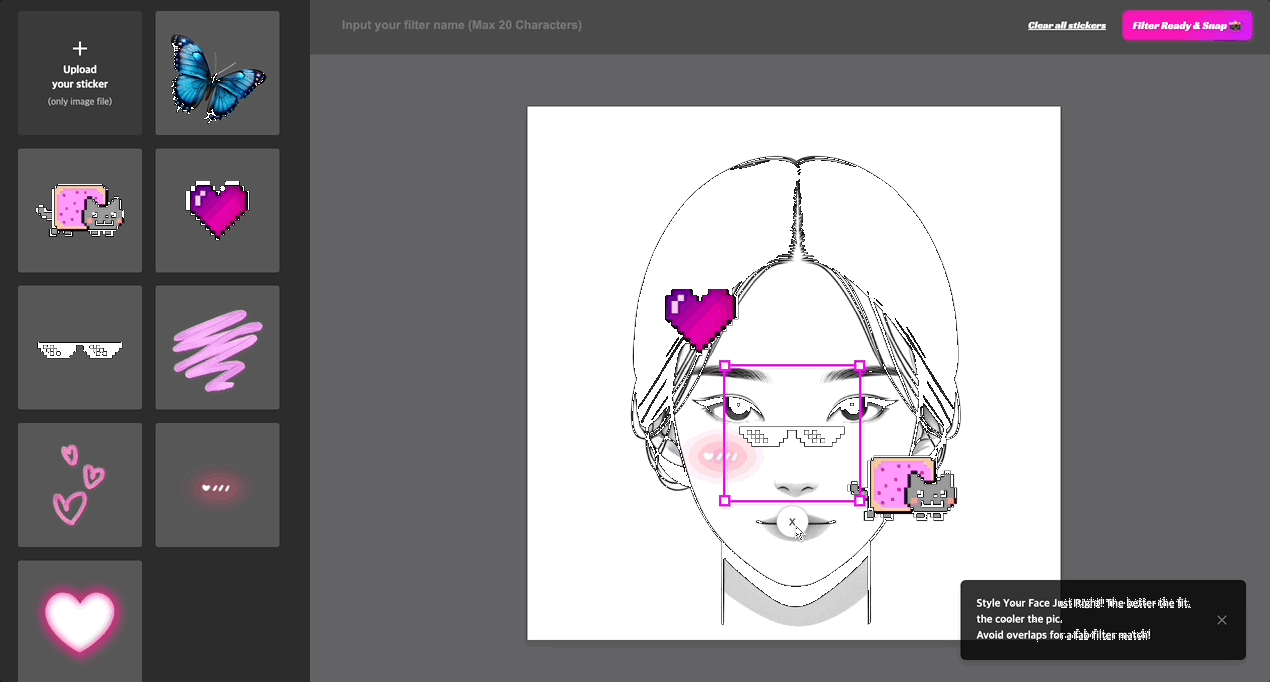 Upload
your sticker
(only image file)
Input your filter name (Max 20 Characters)
Clear all stickers
Filter Ready & Snap
X
Style Your Face Just Right! The better the fit,
the cooler the pic.
Avoid overlaps for a fab filter match!